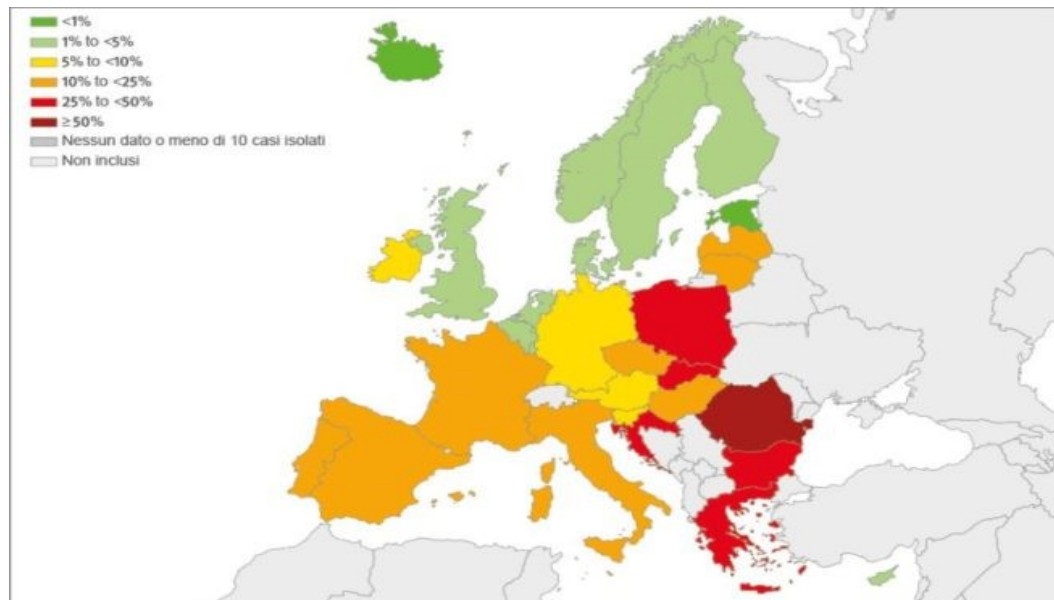 <1%
1% to <5%
5% to <10%
10% to <25%
25% to <50%
≥50%
Nessun dato o meno di 10 casi isolati
Non inclusi